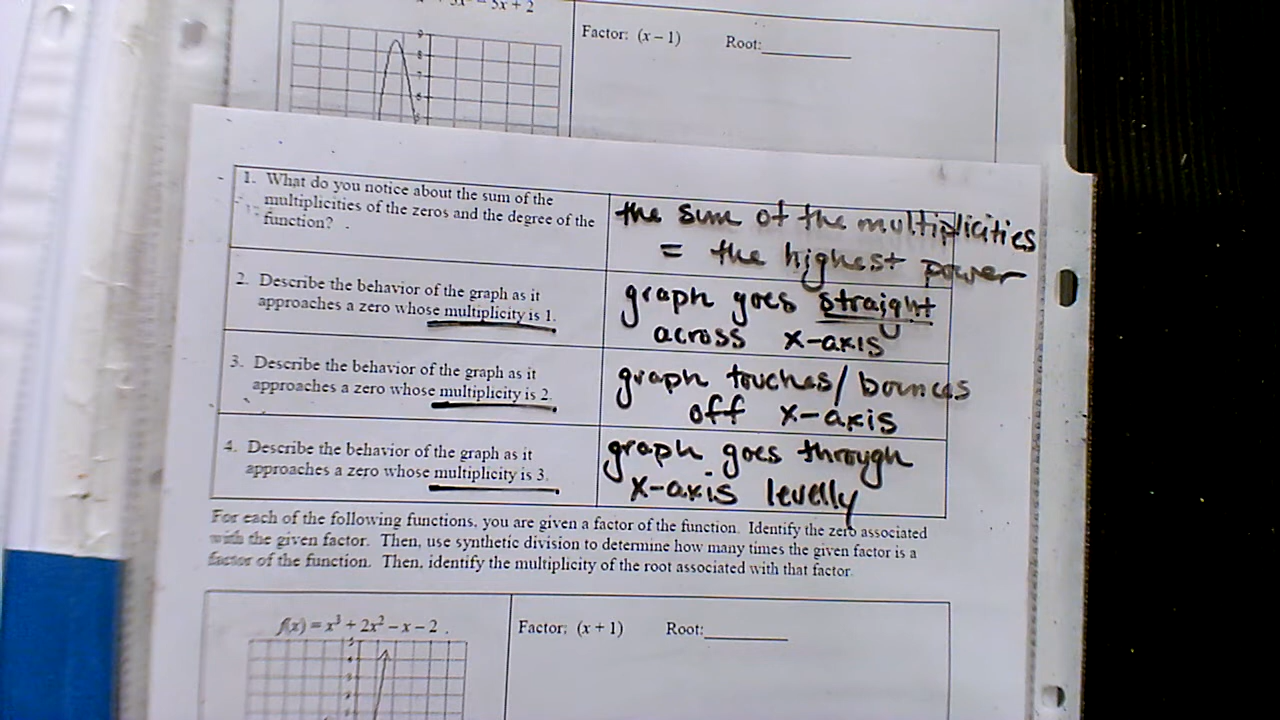 5x + 2
Factor: (x – 1) Root:
9
8
7
6
1. What do you notice about the sum of the
multiplicities of the zeros and the degree of the
function?
the sum of the multiplicities
= the highest power
2. Describe the behavior of the graph as it
approaches a zero whose multiplicity is 1.
graph goes straight
across x-axis
3. Describe the behavior of the graph as it
approaches a zero whose multiplicity is 2.
graph touches/bounces
off x-axis
4. Describe the behavior of the graph as it
approaches a zero whose multiplicity is 3.
graph goes through
x-axis levelly
For each of the following functions, you are given a factor of the function. Identify the zero associated
with the given factor. Then, use synthetic division to determine how many times the given factor is a
factor of the function. Then, identify the multiplicity of the root associated with that factor.
f(x) = x³ + 2x² – x – 2
Factor: (x + 1) Root: